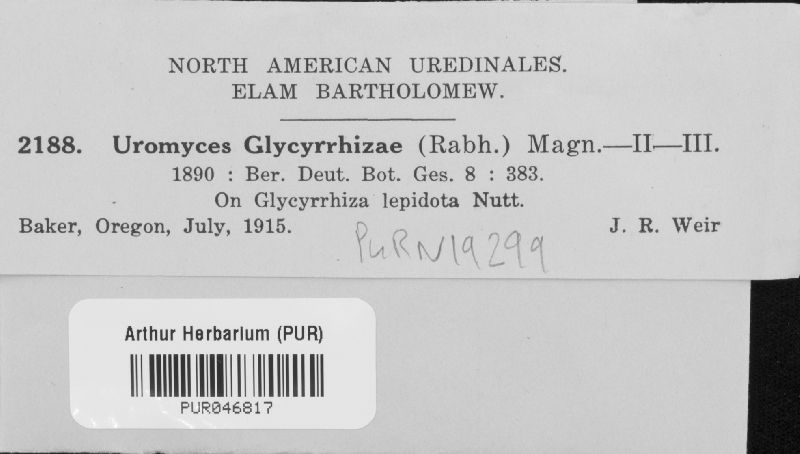 NORTH AMERICAN UREDINALES.
ELAM BARTHOLOMEW.
2188. Uromyces Glycyrrhizae (Rabh.) Magn.—II—III.
1890 : Ber. Deut. Bot. Ges. 8 : 383.
On Glycyrrhiza lepidota Nutt.
Baker, Oregon, July, 1915. J. R. Weir
PURN19299
Arthur Herbarium (PUR)
PUR046817